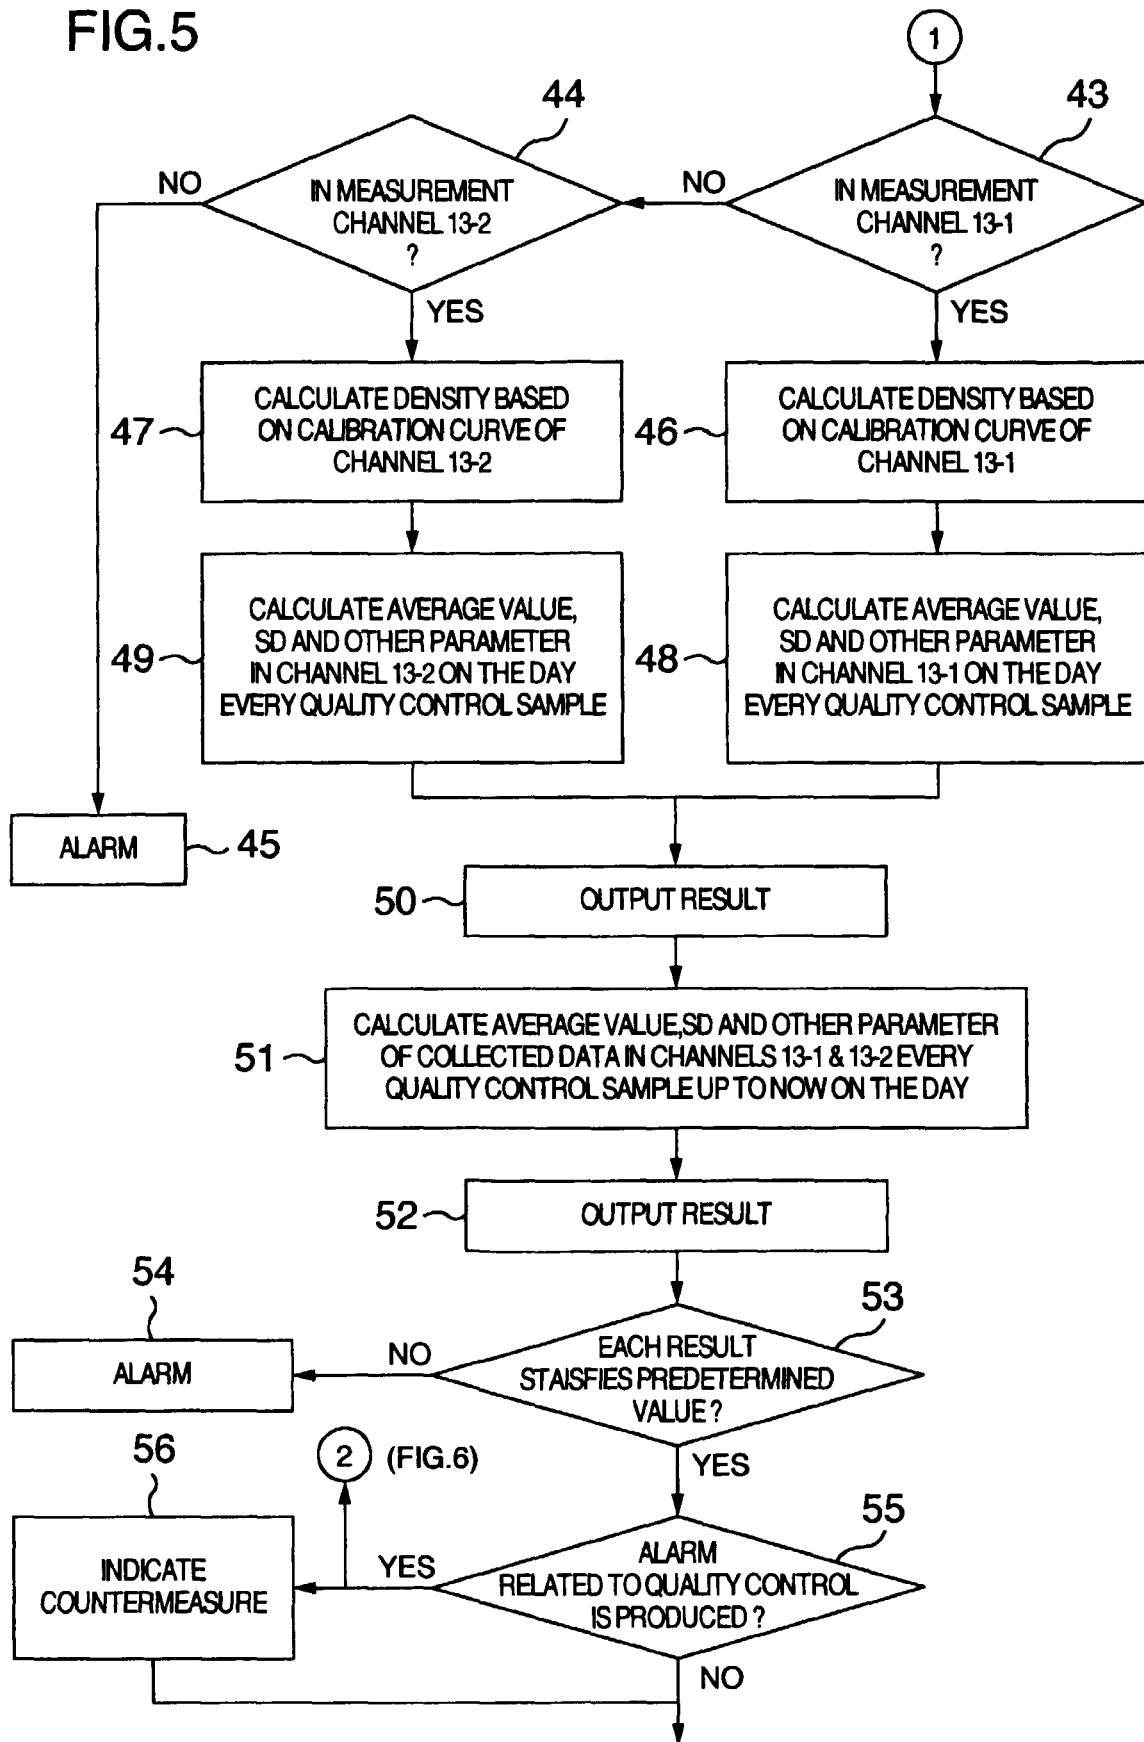 FIG.5
1
44
43
NO
IN MEASUREMENT
CHANNEL 13-2
?
NO
IN MEASUREMENT
CHANNEL 13-1
?
YES
YES
47
CALCULATE DENSITY BASED
ON CALIBRATION CURVE OF
CHANNEL 13-2
46
CALCULATE DENSITY BASED
ON CALIBRATION CURVE OF
CHANNEL 13-1
49
CALCULATE AVERAGE VALUE,
SD AND OTHER PARAMETER
IN CHANNEL 13-2 ON THE DAY
EVERY QUALITY CONTROL SAMPLE
48
CALCULATE AVERAGE VALUE,
SD AND OTHER PARAMETER
IN CHANNEL 13-1 ON THE DAY
EVERY QUALITY CONTROL SAMPLE
ALARM
45
50
OUTPUT RESULT
51
CALCULATE AVERAGE VALUE,SD AND OTHER PARAMETER
OF COLLECTED DATA IN CHANNELS 13-1 & 13-2 EVERY
QUALITY CONTROL SAMPLE UP TO NOW ON THE DAY
52
OUTPUT RESULT
54
53
ALARM
NO
EACH RESULT
STAISFIES PREDETERMINED
VALUE ?
56
2
(FIG.6)
YES
55
INDICATE
COUNTERMEASURE
YES
ALARM
RELATED TO QUALITY CONTROL
IS PRODUCED ?
NO